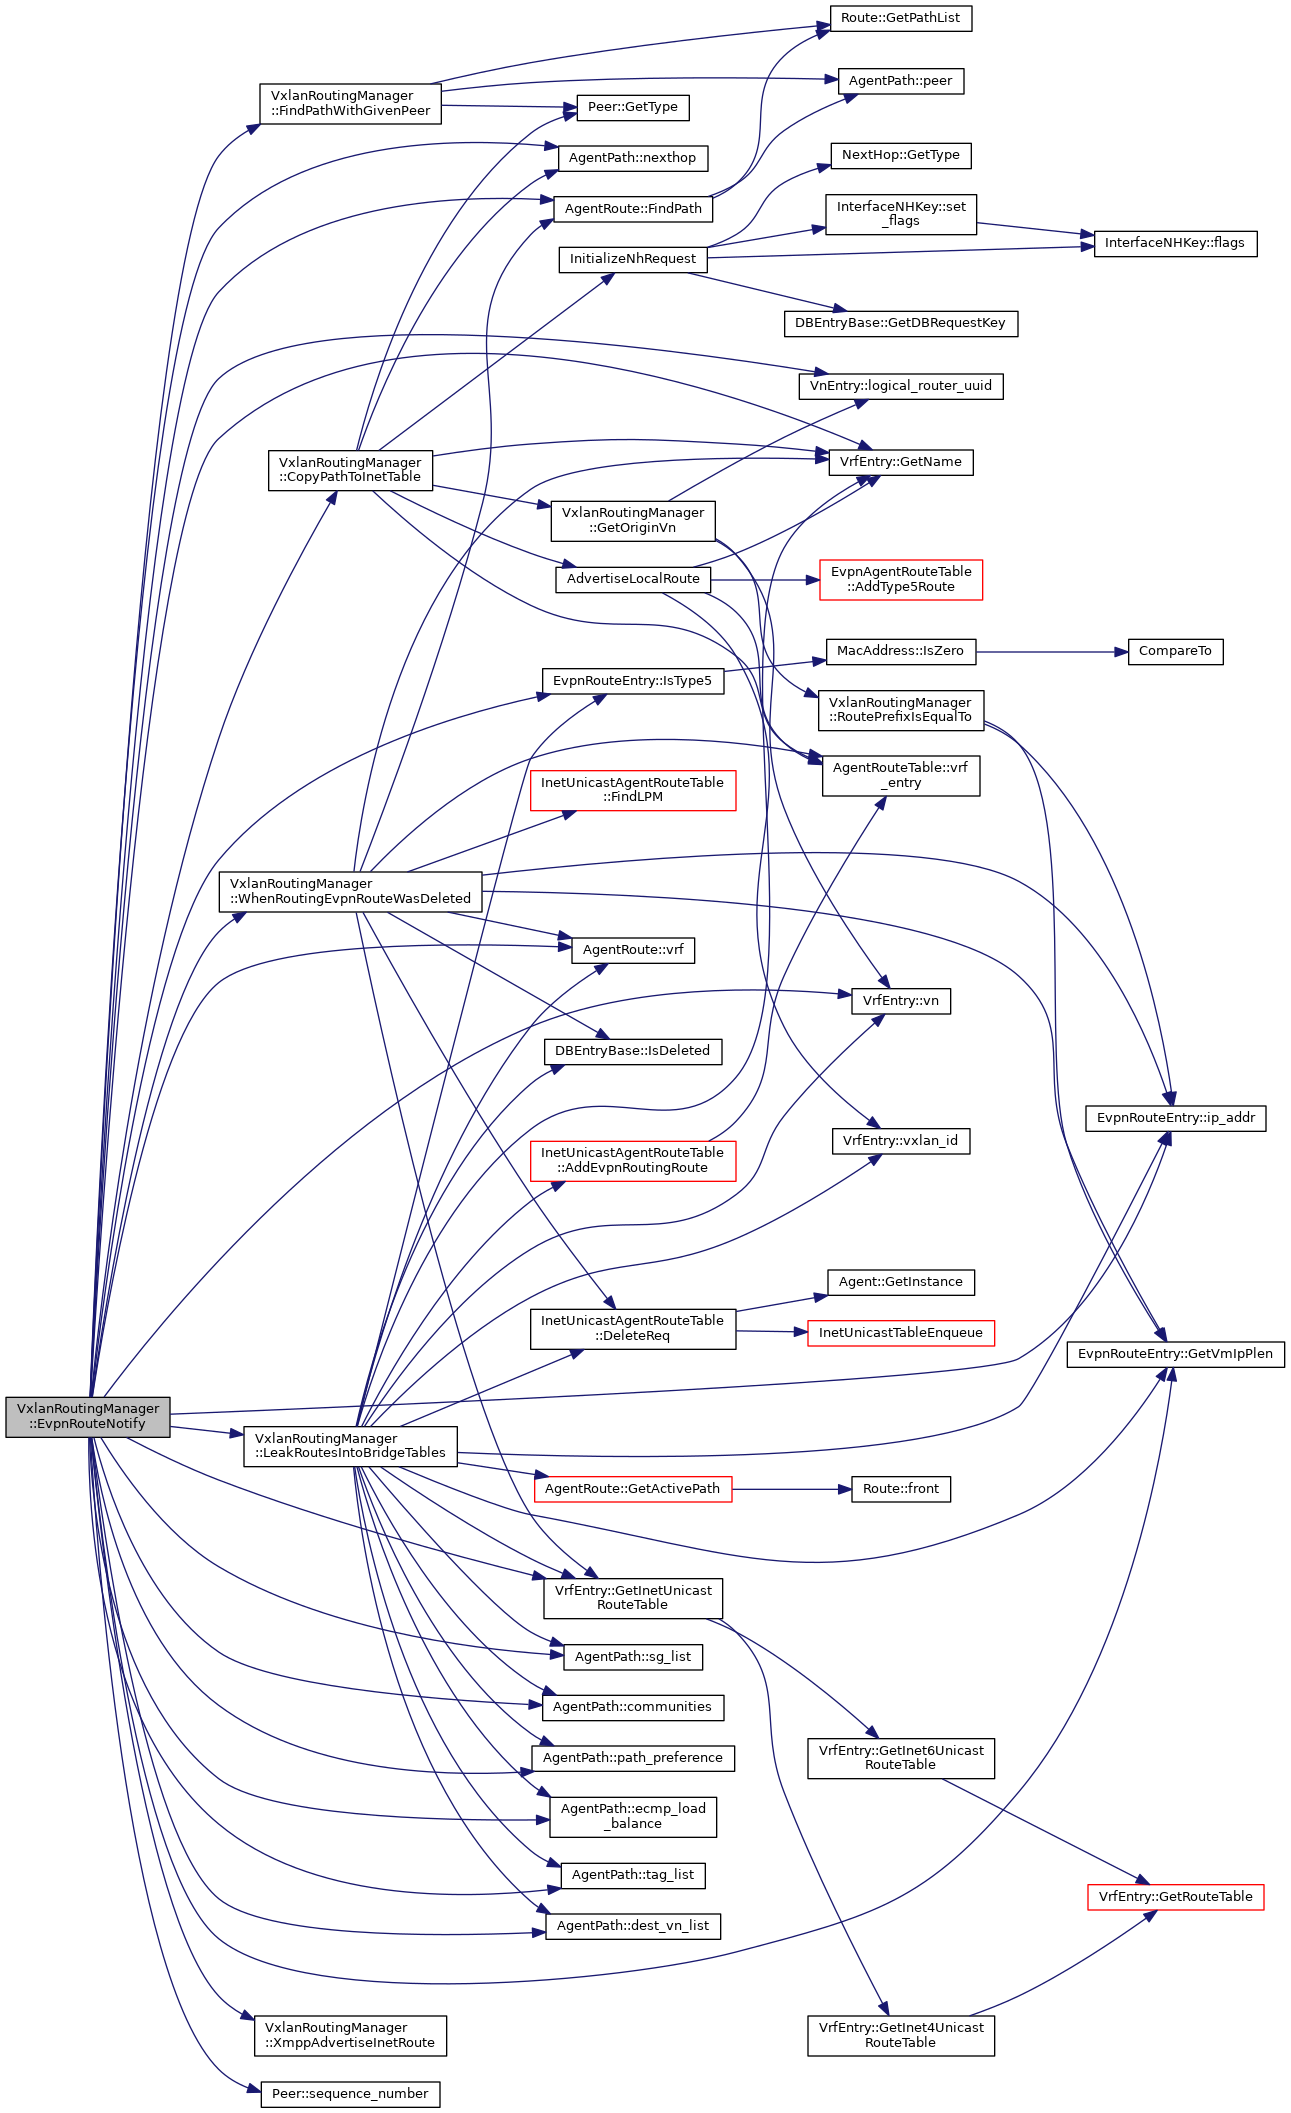 Route::GetPathList
AgentPath::peer
VxlanRoutingManager
::FindPathWithGivenPeer
Peer::GetType
NextHop::GetType
AgentPath::nexthop
AgentRoute::FindPath
InterfaceNHKey::set
_flags
InterfaceNHKey::flags
InitializeNhRequest
DBEntryBase::GetDBRequestKey
VnEntry::logical_router_uuid
VrfEntry::GetName
VxlanRoutingManager
::CopyPathToInetTable
VxlanRoutingManager
::GetOriginVn
AdvertiseLocalRoute
EvpnAgentRouteTable
::AddType5Route
MacAddress::IsZero
CompareTo
EvpnRouteEntry::IsType5
VxlanRoutingManager
::RoutePrefixIsEqualTo
AgentRouteTable::vrf
_entry
InetUnicastAgentRouteTable
::FindLPM
VxlanRoutingManager
::WhenRoutingEvpnRouteWasDeleted
AgentRoute::vrf
VrfEntry::vn
DBEntryBase::IsDeleted
EvpnRouteEntry::ip_addr
VrfEntry::vxlan_id
InetUnicastAgentRouteTable
::AddEvpnRoutingRoute
Agent::GetInstance
InetUnicastAgentRouteTable
::DeleteReq
InetUnicastTableEnqueue
EvpnRouteEntry::GetVmIpPlen
VxlanRoutingManager
::EvpnRouteNotify
VxlanRoutingManager
::LeakRoutesIntoBridgeTables
AgentRoute::GetActivePath
Route::front
VrfEntry::GetInetUnicast
RouteTable
AgentPath::sg_list
AgentPath::communities
AgentPath::path_preference
VrfEntry::GetInet6Unicast
RouteTable
AgentPath::ecmp_load
_balance
AgentPath::tag_list
VrfEntry::GetRouteTable
AgentPath::dest_vn_list
VxlanRoutingManager
::XmppAdvertiseInetRoute
VrfEntry::GetInet4Unicast
RouteTable
Peer::sequence_number